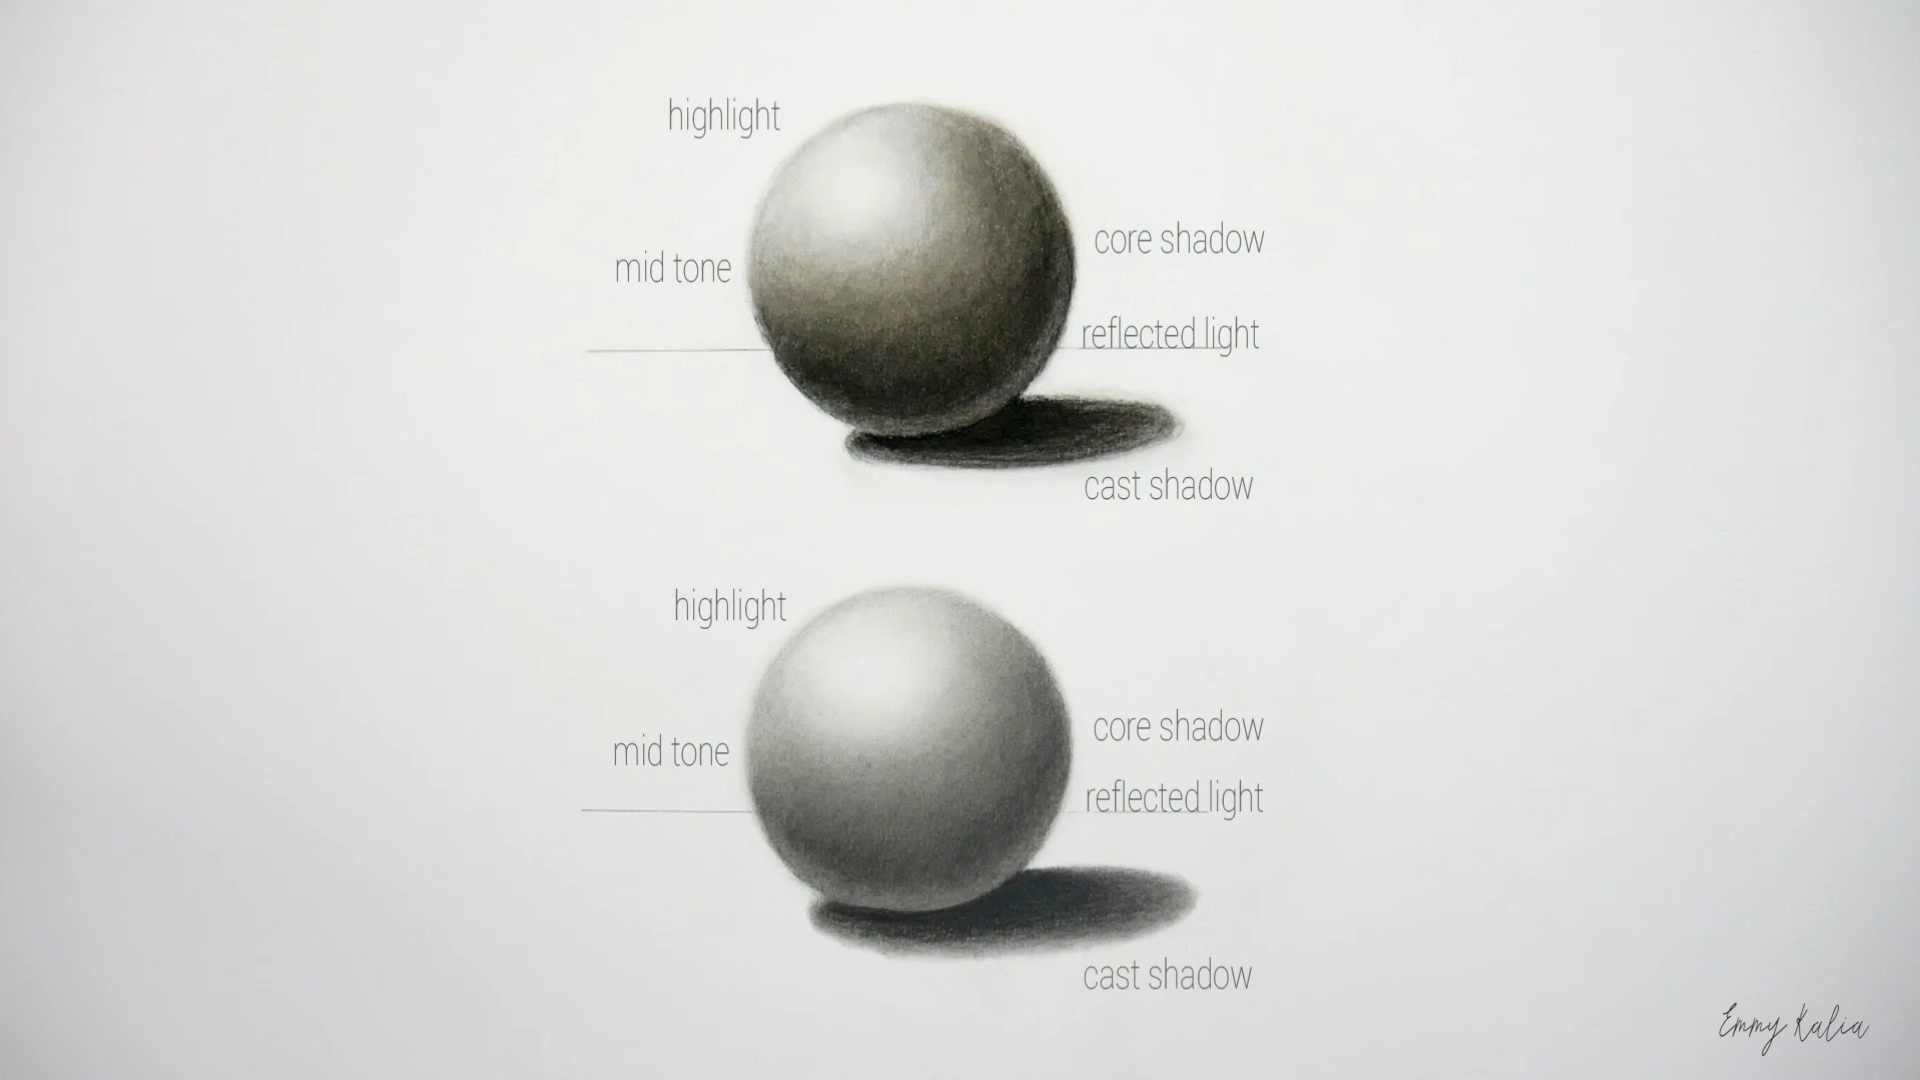 highlight
core shadow
mid tone
reflected light
cast shadow
highlight
core shadow
mid tone
reflected light
cast shadow
Emmy Kalia